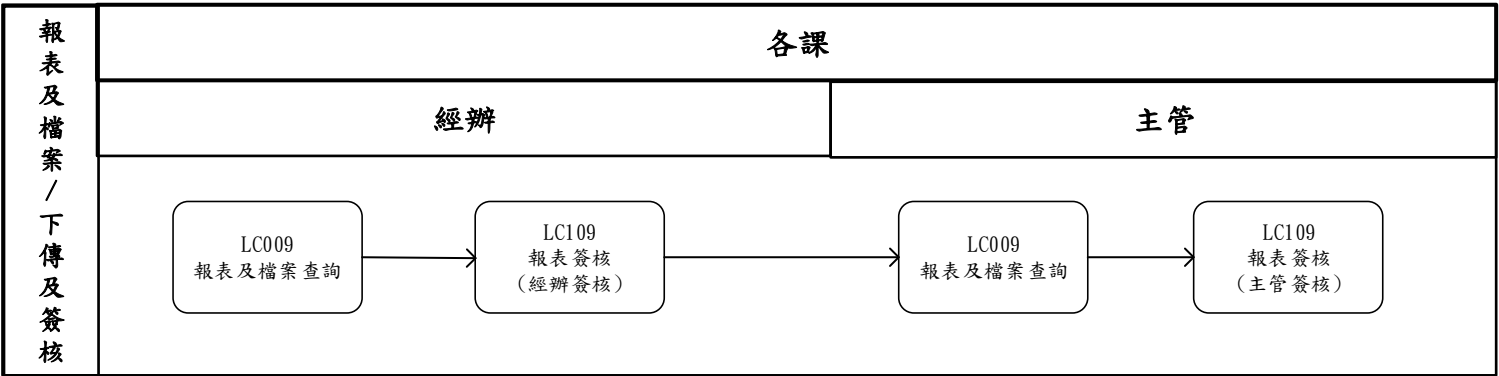 報表及檔案/下傳及簽核
各課
經辦
主管
LC009
報表及檔案查詢
LC109
報表簽核
(經辦簽核)
LC009
報表及檔案查詢
LC109
報表簽核
(主管簽核)